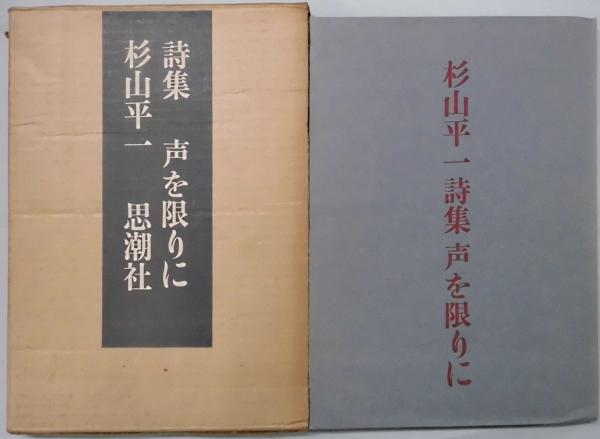 詩集 声を限りに
杉山平一 思潮社
杉山平一詩集 声を限りに